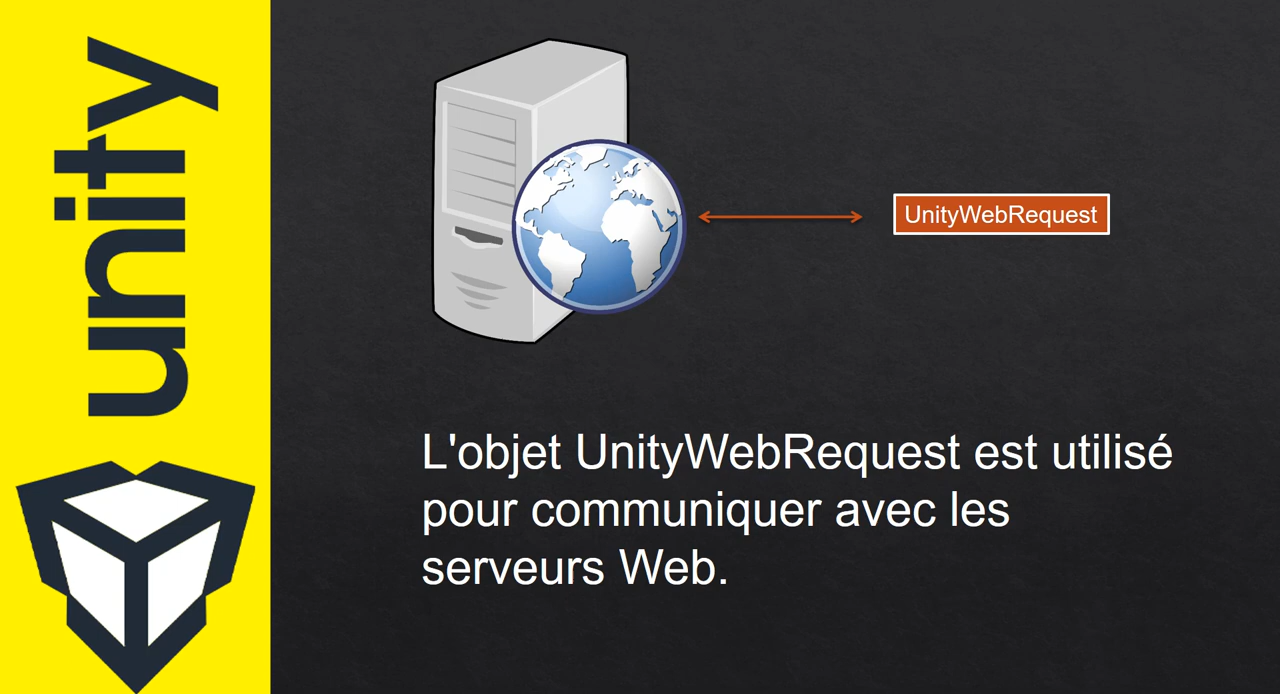 unity
UnityWebRequest
L'objet UnityWebRequest est utilisé
pour communiquer avec les
serveurs Web.